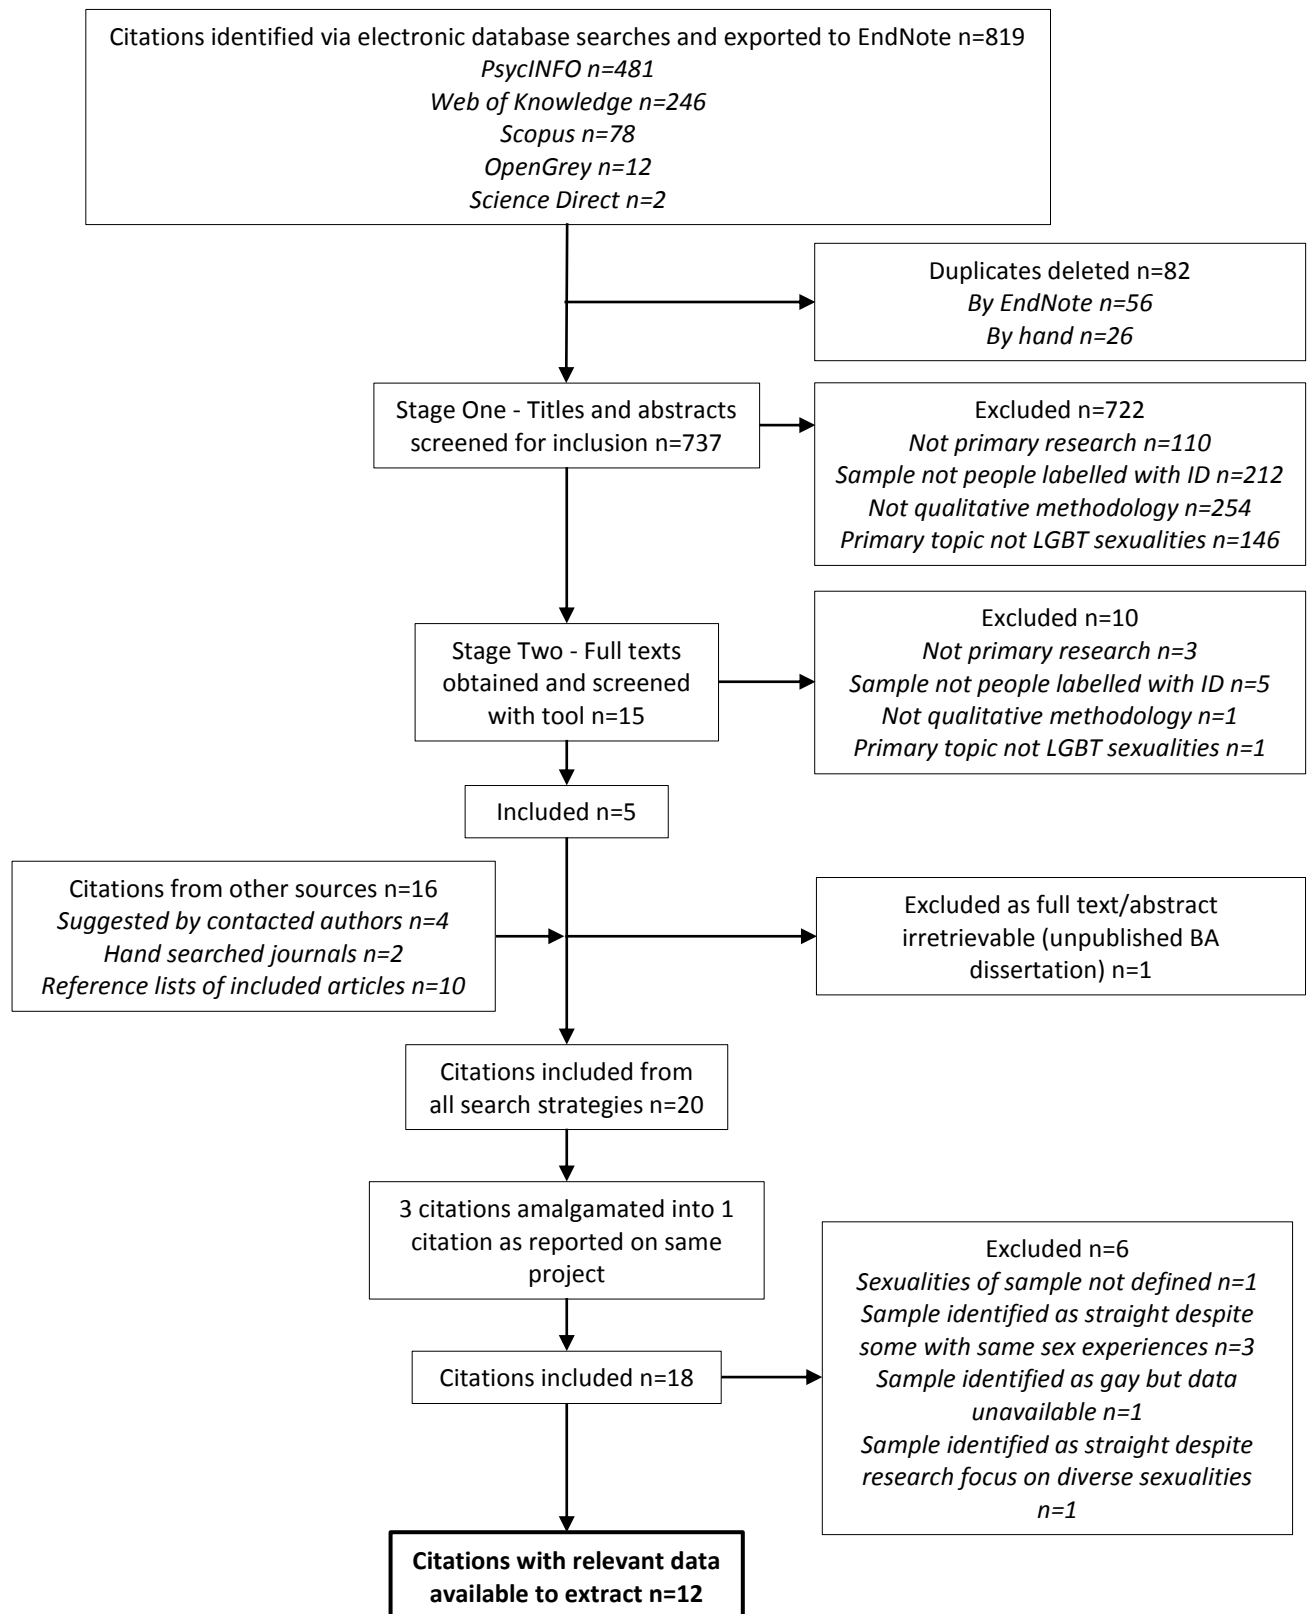 Citations identified via electronic database searches and exported to EndNote n=819
PsycINFO n=481
Web of Knowledge n=246
Scopus n=78
OpenGrey n=12
Science Direct n=2
Duplicates deleted n=82
By EndNote n=56
By hand n=26
Stage One - Titles and abstracts
screened for inclusion n=737
Excluded n=722
Not primary research n=110
Sample not people labelled with ID n=212
Not qualitative methodology n=254
Primary topic not LGBT sexualities n=146
Stage Two - Full texts
obtained and screened
with tool n=15
Excluded n=10
Not primary research n=3
Sample not people labelled with ID n=5
Not qualitative methodology n=1
Primary topic not LGBT sexualities n=1
Included n=5
Citations from other sources n=16
Suggested by contacted authors n=4
Hand searched journals n=2
Reference lists of included articles n=10
Excluded as full text/abstract
irretrievable (unpublished BA
dissertation) n=1
Citations included from
all search strategies n=20
3 citations amalgamated into 1
citation as reported on same
project
Citations included n=18
Excluded n=6
Sexualities of sample not defined n=1
Sample identified as straight despite
some with same sex experiences n=3
Sample identified as gay but data
unavailable n=1
Sample identified as straight despite
research focus on diverse sexualities
n=1
Citations with relevant data
available to extract n=12